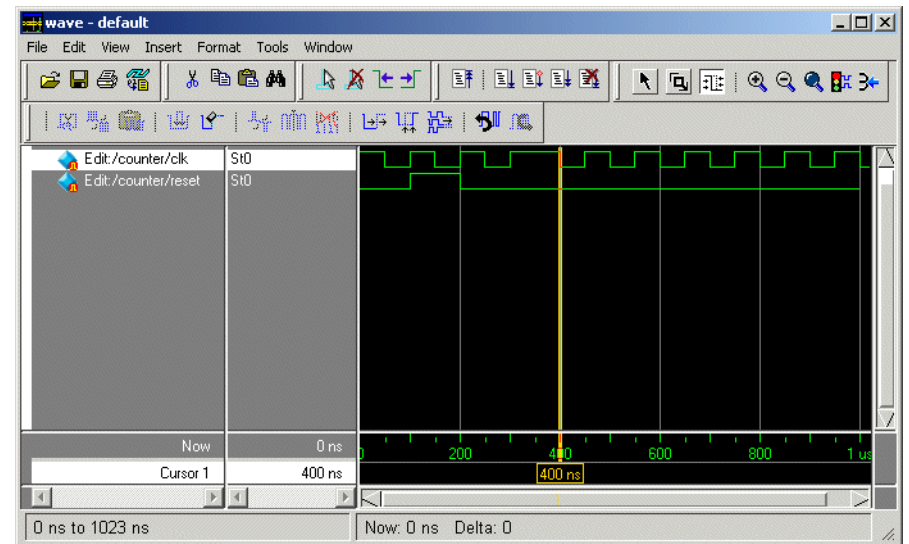 wave - default
File Edit View Insert Format Tools Window
Edit:/counter/clk St0
Edit:/counter/reset St0
Now 0 ns
200 400 600 800 1 us
Cursor 1 400 ns
400 ns
0 ns to 1023 ns Now: 0 ns Delta: 0